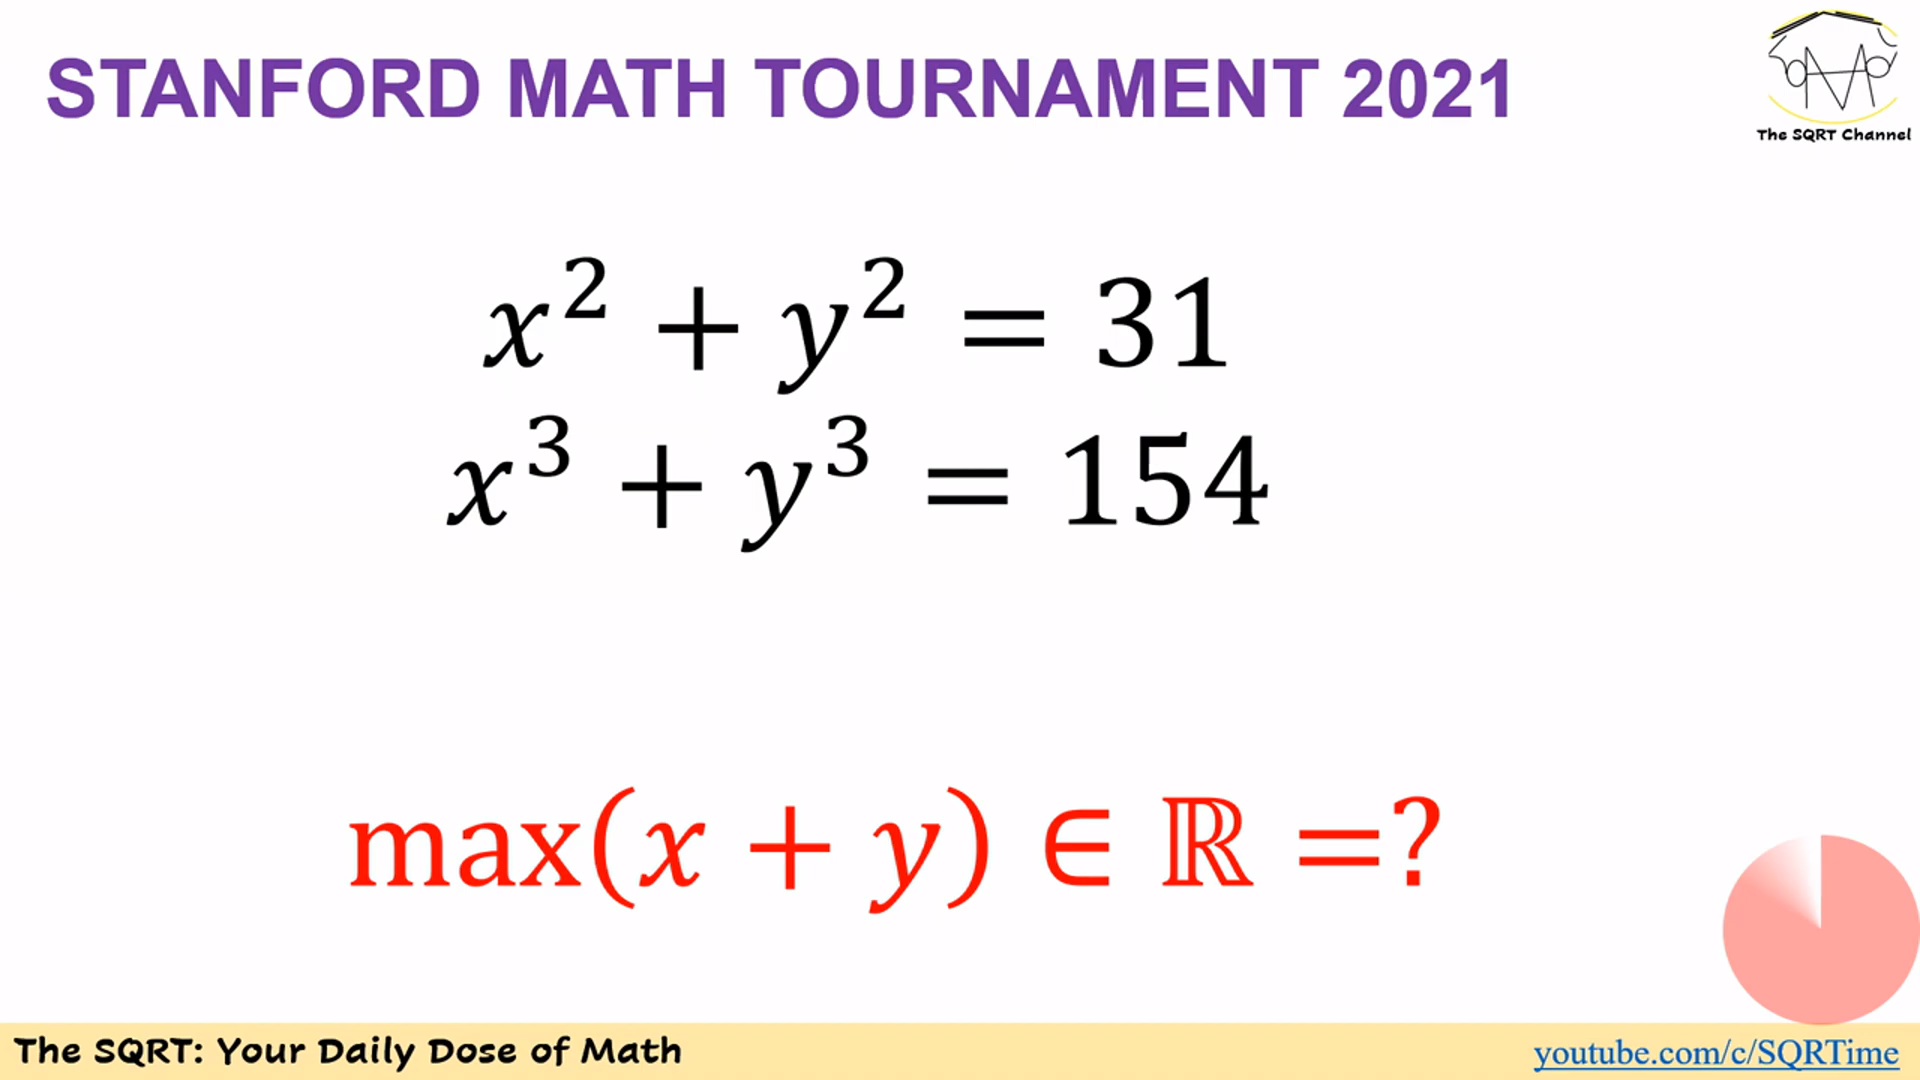 STANFORD MATH TOURNAMENT 2021
The SQRT Channel
x² + y² = 31
x³ + y³ = 154
max(x + y) ∈ ℝ =?
The SQRT: Your Daily Dose of Math
youtube.com/c/SQRTime